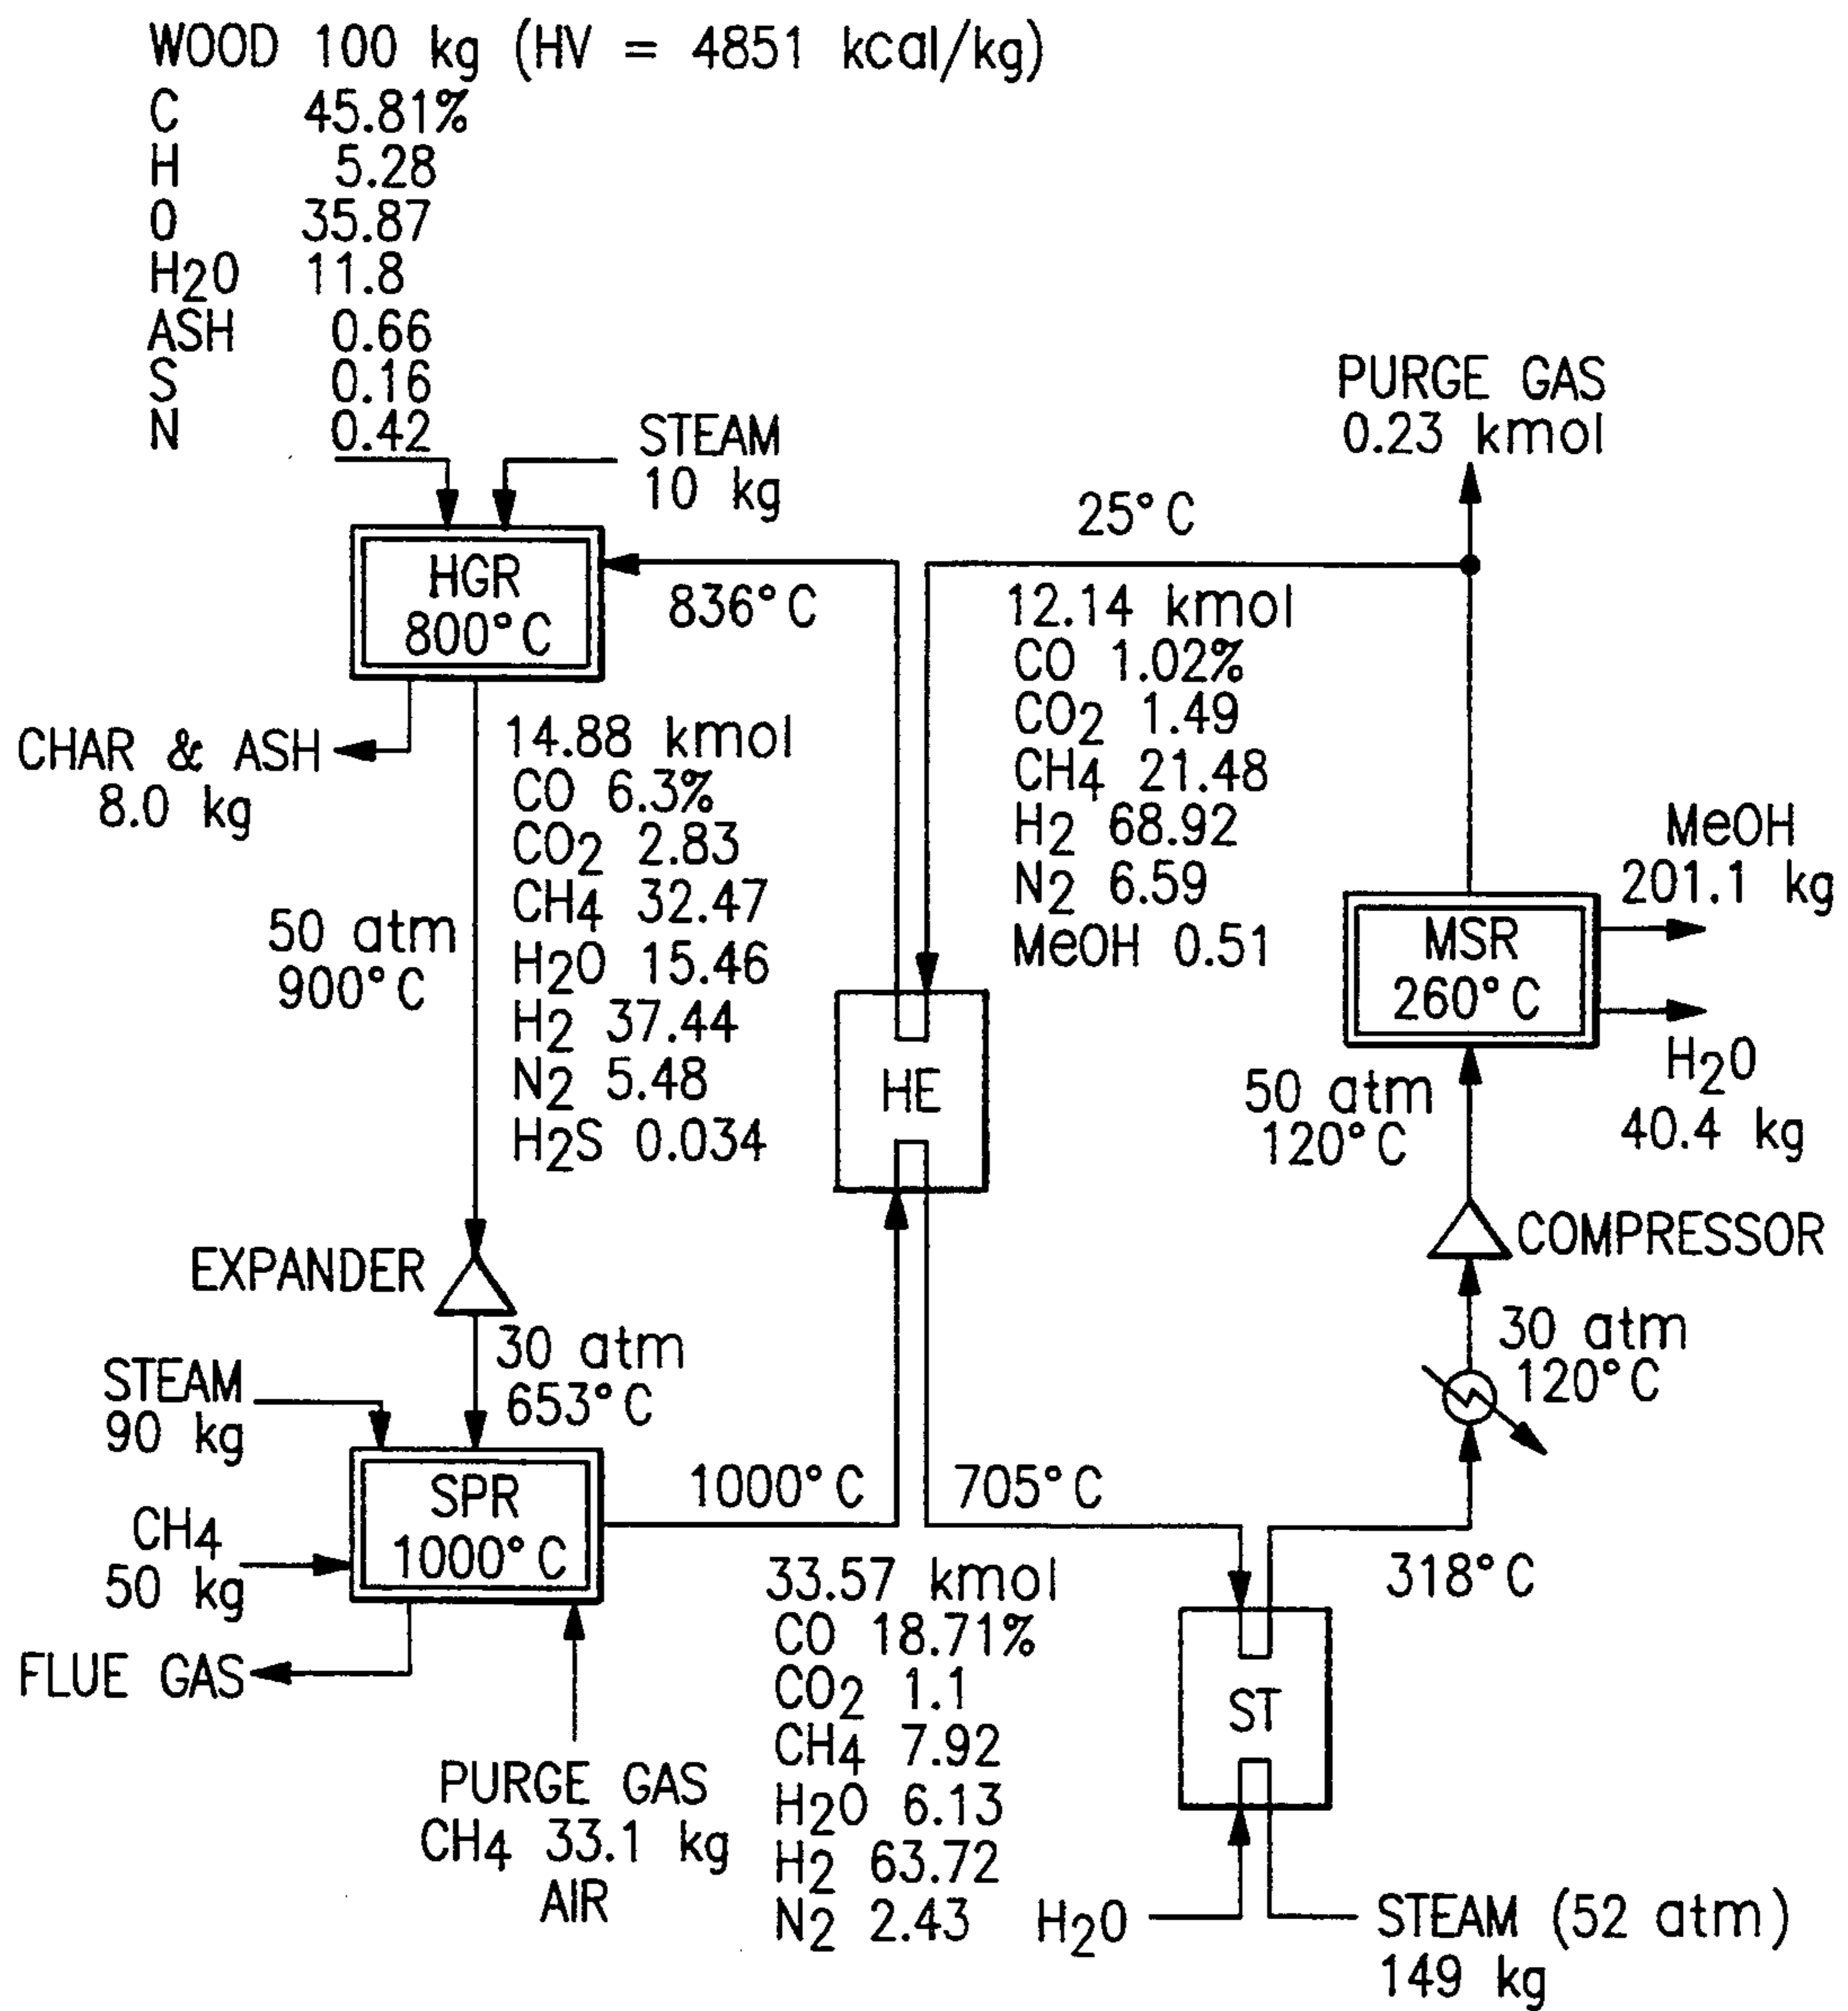 WOOD 100 kg (HV = 4851 kcal/kg)
C 45.81%
H 5.28
O 35.87
H2O 11.8
ASH 0.66
S 0.16
N 0.42
STEAM
10 kg
HGR
800°C
836°C
CHAR & ASH
8.0 kg
14.88 kmol
CO 6.3%
CO2 2.83
CH4 32.47
H2O 15.46
H2 37.44
N2 5.48
H2S 0.034
50 atm
900°C
EXPANDER
30 atm
653°C
STEAM
90 kg
CH4
50 kg
SPR
1000°C
FLUE GAS
PURGE GAS
CH4 33.1 kg
AIR
1000°C
705°C
33.57 kmol
CO 18.71%
CO2 1.1
CH4 7.92
H2O 6.13
H2 63.72
N2 2.43
HE
25°C
12.14 kmol
CO 1.02%
CO2 1.49
CH4 21.48
H2 68.92
N2 6.59
MeOH 0.51
PURGE GAS
0.23 kmol
MSR
260°C
MeOH
201.1 kg
H2O
40.4 kg
50 atm
120°C
COMPRESSOR
30 atm
120°C
318°C
ST
H2O
STEAM (52 atm)
149 kg